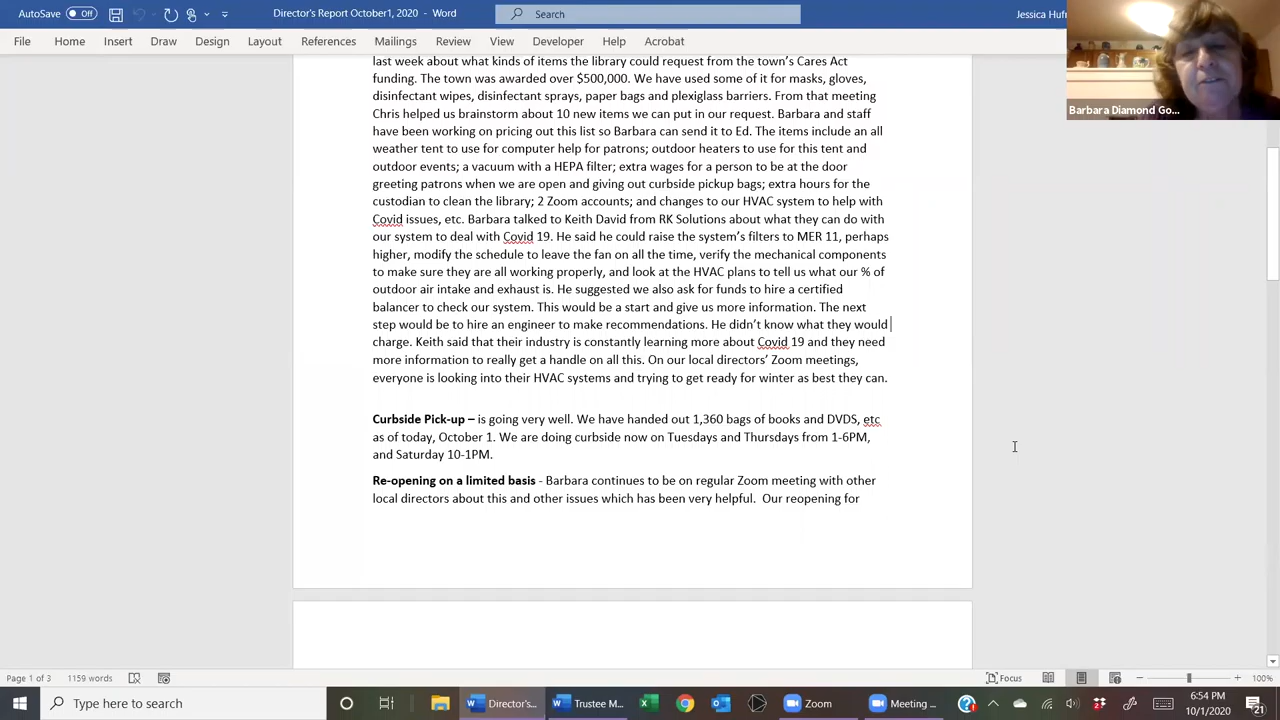 AutoSave Off Director's Report October1, 2020 - Word Search Jessica Huf
File Home Insert Draw Design Layout References Mailings Review View Developer Help Acrobat
Barbara Diamond Go...
last week about what kinds of items the library could request from the town's Cares Act
funding. The town was awarded over $500,000. We have used some of it for masks, gloves,
disinfectant wipes, disinfectant sprays, paper bags and plexiglass barriers. From that meeting
Chris helped us brainstorm about 10 new items we can put in our request. Barbara and staff
have been working on pricing out this list so Barbara can send it to Ed. The items include an all
weather tent to use for computer help for patrons; outdoor heaters to use for this tent and
outdoor events; a vacuum with a HEPA filter; extra wages for a person to be at the door
greeting patrons when we are open and giving out curbside pickup bags; extra hours for the
custodian to clean the library; 2 Zoom accounts; and changes to our HVAC system to help with
Covid issues, etc. Barbara talked to Keith David from RK Solutions about what they can do with
our system to deal with Covid 19. He said he could raise the system's filters to MER 11, perhaps
higher, modify the schedule to leave the fan on all the time, verify the mechanical components
to make sure they are all working properly, and look at the HVAC plans to tell us what our % of
outdoor air intake and exhaust is. He suggested we also ask for funds to hire a certified
balancer to check our system. This would be a start and give us more information. The next
step would be to hire an engineer to make recommendations. He didn't know what they would
charge. Keith said that their industry is constantly learning more about Covid 19 and they need
more information to really get a handle on all this. On our local directors' Zoom meetings,
everyone is looking into their HVAC systems and trying to get ready for winter as best they can.
Curbside Pick-up – is going very well. We have handed out 1,360 bags of books and DVDS, etc
as of today, October 1. We are doing curbside now on Tuesdays and Thursdays from 1-6PM,
and Saturday 10-1PM.
Re-opening on a limited basis - Barbara continues to be on regular Zoom meeting with other
local directors about this and other issues which has been very helpful. Our reopening for
Page 1 of 3 1159 words Focus 100%
Type here to search Director's... Trustee M... Zoom Meeting ... 6:54 PM
10/1/2020 21